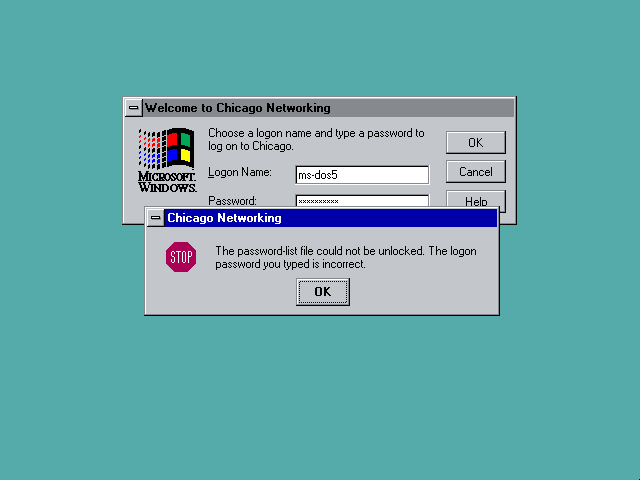 Welcome to Chicago Networking
Choose a logon name and type a password to
log on to Chicago.
OK
MICROSOFT.
WINDOWS.
Logon Name:
ms-dos5
Cancel
Password:
xxxxxxxxxx
Help
Chicago Networking
STOP
The password-list file could not be unlocked. The logon
password you typed is incorrect.
OK